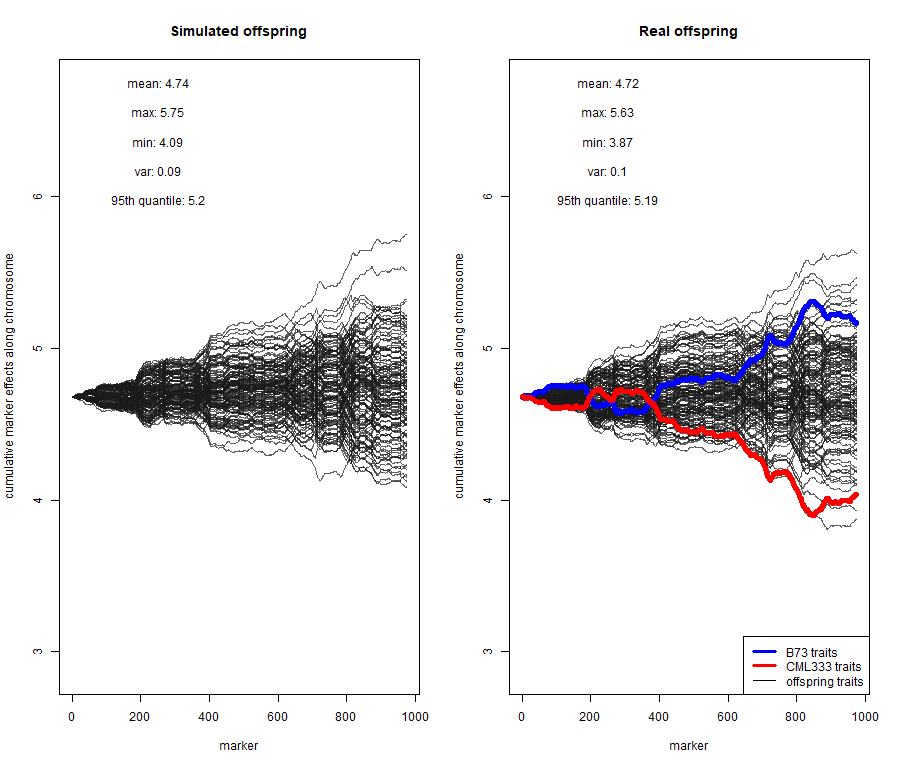 Simulated offspring
mean: 4.74
max: 5.75
min: 4.09
var: 0.09
95th quantile: 5.2
cumulative marker effects along chromosome
3
4
5
6
0
200
400
600
800
1000
marker
Real offspring
mean: 4.72
max: 5.63
min: 3.87
var: 0.1
95th quantile: 5.19
cumulative marker effects along chromosome
3
4
5
6
B73 traits
CML333 traits
offspring traits
0
200
400
600
800
1000
marker